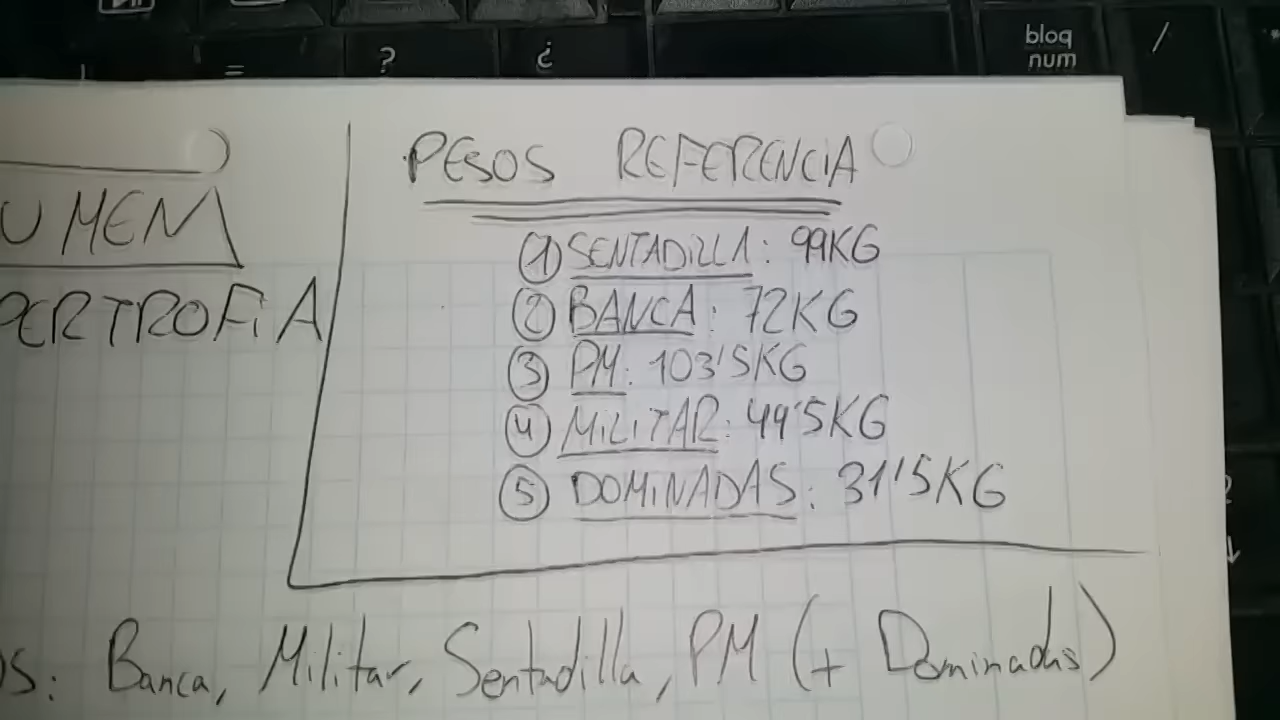 = ? ¿ bloq num /
PESOS REFERENCIA
UMEN
① SENTADILLA: 99KG
PERTROFIA
② BANCA: 72KG
③ PM: 103'5KG
④ MILITAR: 49'5KG
⑤ DOMINADAS: 31'5KG
OS: Banca, Militar, Sentadilla, PM (+ Dominadas)